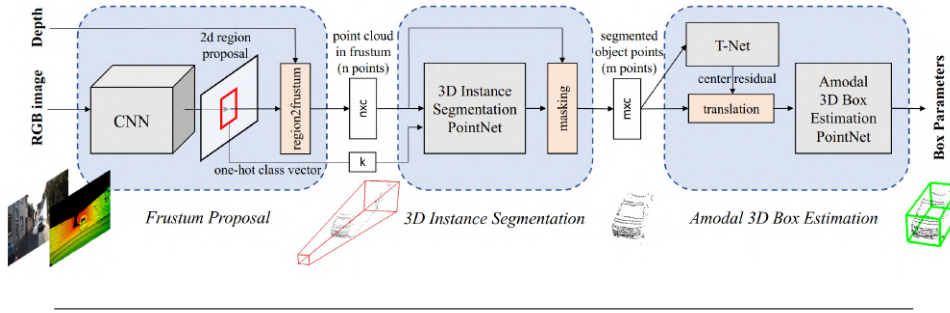 Depth
RGB image
2d region
proposal
CNN
region2frustum
one-hot class vector
Frustum Proposal
point cloud
in frustum
(n points)
nxc
k
3D Instance
Segmentation
PointNet
masking
3D Instance Segmentation
segmented
object points
(m points)
mxc
T-Net
center residual
translation
Amodal
3D Box
Estimation
PointNet
Amodal 3D Box Estimation
Box Parameters